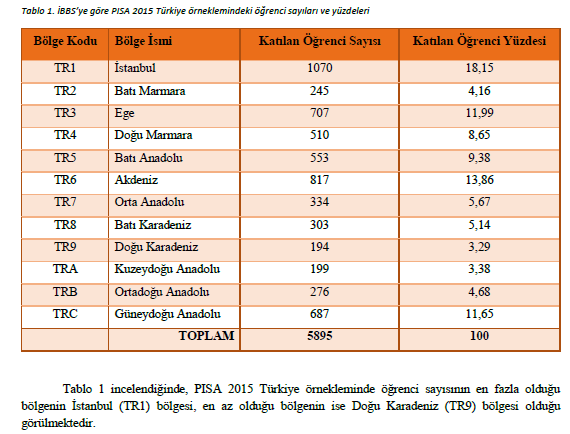 Tablo 1. İBBS'ye göre PISA 2015 Türkiye örneklemindeki öğrenci sayıları ve yüzdeleri
Bölge Kodu Bölge İsmi Katılan Öğrenci Sayısı Katılan Öğrenci Yüzdesi
TR1 İstanbul 1070 18,15
TR2 Batı Marmara 245 4,16
TR3 Ege 707 11,99
TR4 Doğu Marmara 510 8,65
TR5 Batı Anadolu 553 9,38
TR6 Akdeniz 817 13,86
TR7 Orta Anadolu 334 5,67
TR8 Batı Karadeniz 303 5,14
TR9 Doğu Karadeniz 194 3,29
TRA Kuzeydoğu Anadolu 199 3,38
TRB Ortadoğu Anadolu 276 4,68
TRC Güneydoğu Anadolu 687 11,65
TOPLAM 5895 100
Tablo 1 incelendiğinde, PISA 2015 Türkiye örnekleminde öğrenci sayısının en fazla olduğu
bölgenin İstanbul (TR1) bölgesi, en az olduğu bölgenin ise Doğu Karadeniz (TR9) bölgesi olduğu
görülmektedir.